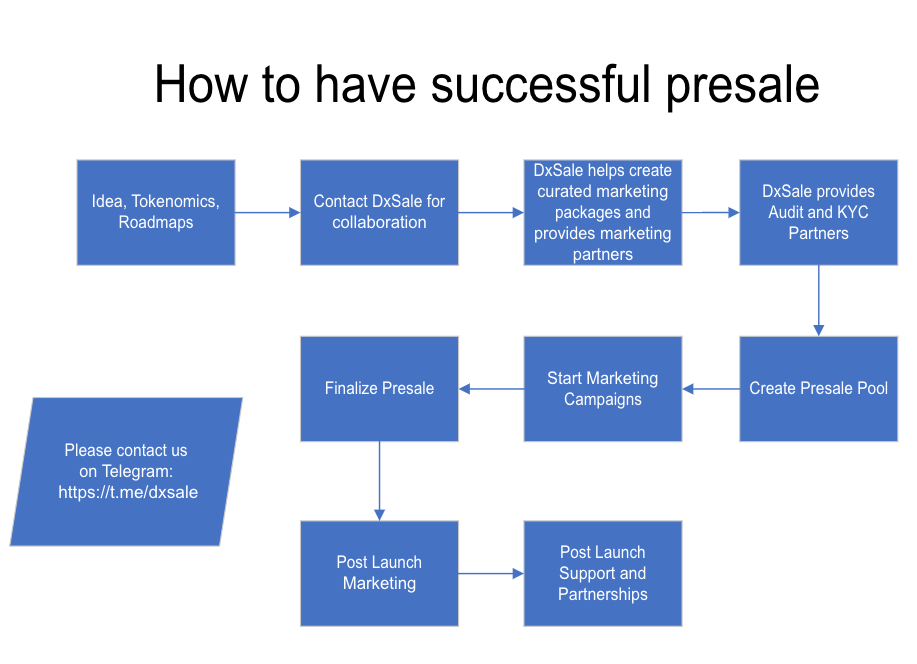 How to have successful presale
Idea, Tokenomics,
Roadmaps
Contact DxSale for
collaboration
DxSale helps create
curated marketing
packages and
provides marketing
partners
DxSale provides
Audit and KYC
Partners
Create Presale Pool
Start Marketing
Campaigns
Finalize Presale
Post Launch
Marketing
Post Launch
Support and
Partnerships
Please contact us
on Telegram:
https://t.me/dxsale